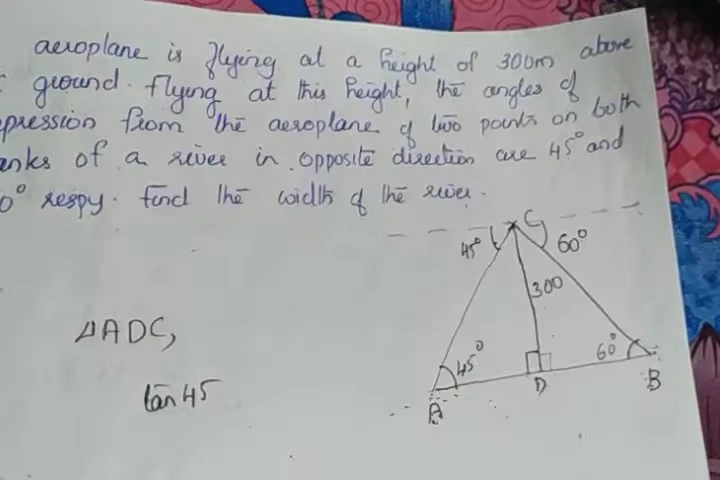 aeroplane is flying at a height of 300m above
ground. flying at this height, the angles of
pression from the aeroplane of two points on both
anks of a river in opposite direction are 45° and
0° respy. find the width of the river.
C
45°
60°
300
ΔADC,
45°
60°
tan 45
A
D
B